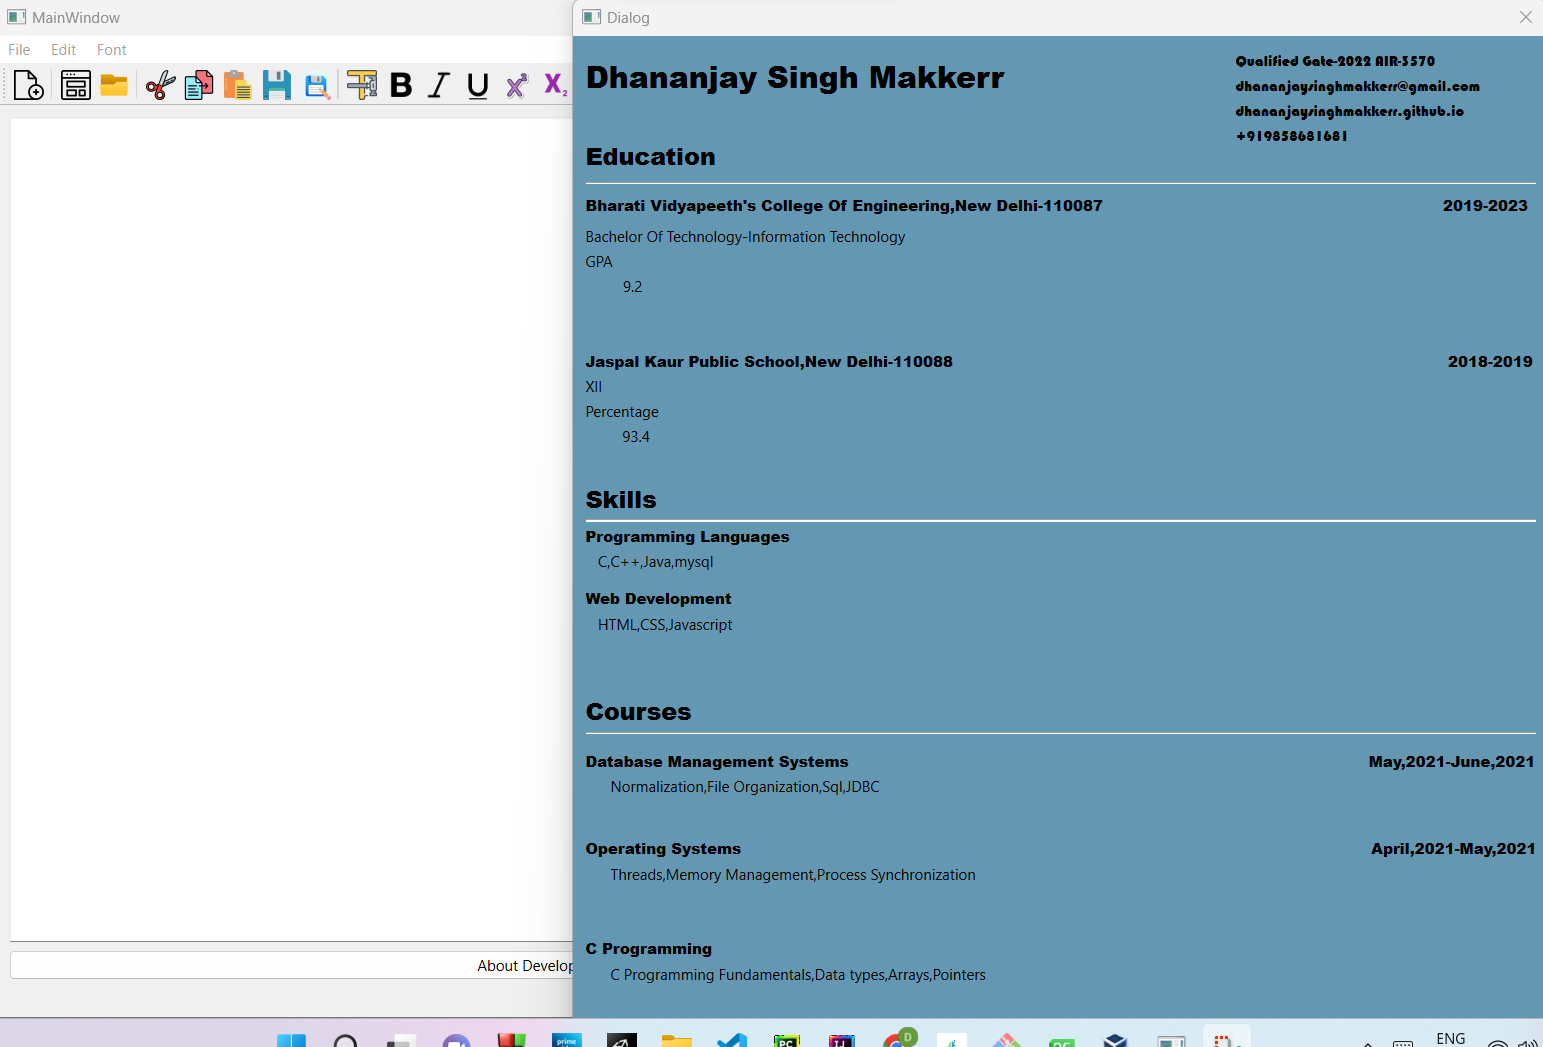 MainWindow
File Edit Font
B I U X² X₂
About Develop
Dialog
Dhananjay Singh Makkerr
Qualified Gate-2022 AIR-3570
dhananjaysinghmakkerr@gmail.com
dhananjaysinghmakkerr.github.io
+919858681681
Education
Bharati Vidyapeeth's College Of Engineering,New Delhi-110087 2019-2023
Bachelor Of Technology-Information Technology
GPA
9.2
Jaspal Kaur Public School,New Delhi-110088 2018-2019
XII
Percentage
93.4
Skills
Programming Languages
C,C++,Java,mysql
Web Development
HTML,CSS,Javascript
Courses
Database Management Systems May,2021-June,2021
Normalization,File Organization,Sql,JDBC
Operating Systems April,2021-May,2021
Threads,Memory Management,Process Synchronization
C Programming
C Programming Fundamentals,Data types,Arrays,Pointers
prime PC IJ D ENG